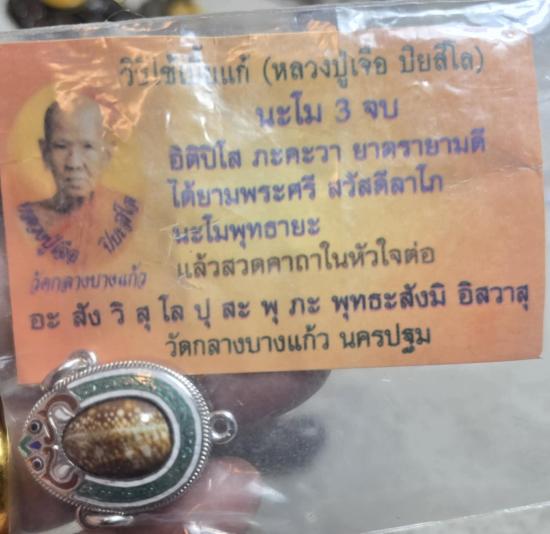 วิธีใช้เบี้ยแก้ (หลวงปู่เจือ ปิยสีโล)
นะโม 3 จบ
อิติปิโส ภะคะวา ยาตรายามดี
ได้ยามพระศรี สวัสดีลาโภ
นะโมพุทธายะ
แล้วสวดคาถาในหัวใจต่อ
อะ สัง วิ สุ โล ปุ สะ พุ ภะ พุทธะสังมิ อิสวาสุ
วัดกลางบางแก้ว นครปฐม
หลวงปู่เจือ ปิยะสีโล
วัดกลางบางแก้ว